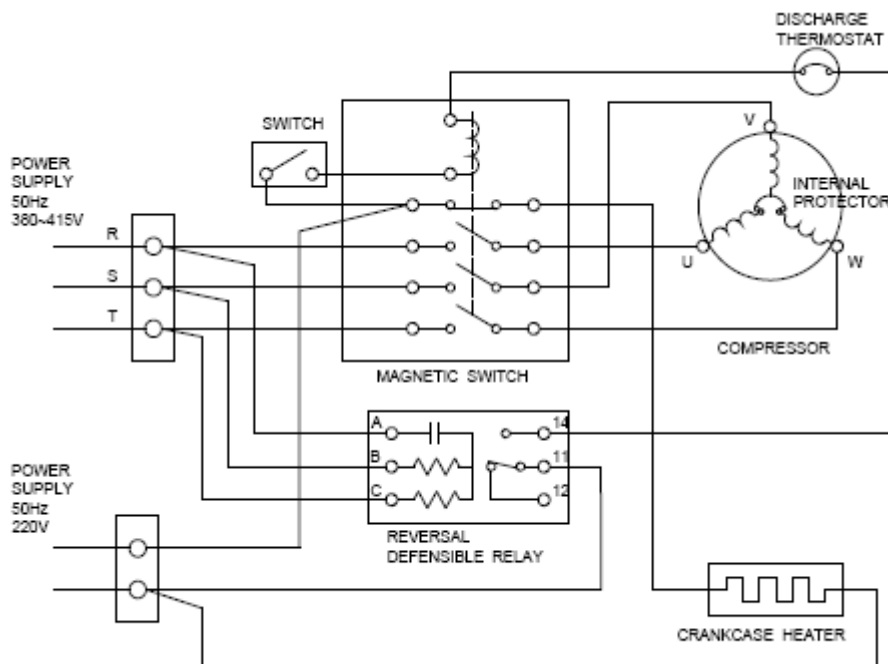 DISCHARGE
THERMOSTAT
SWITCH
V
POWER
SUPPLY
50Hz
380~415V
INTERNAL
PROTECTOR
R
U
W
S
T
COMPRESSOR
MAGNETIC SWITCH
A
14
B
11
C
12
POWER
SUPPLY
50Hz
220V
REVERSAL
DEFENSIBLE RELAY
CRANKCASE HEATER